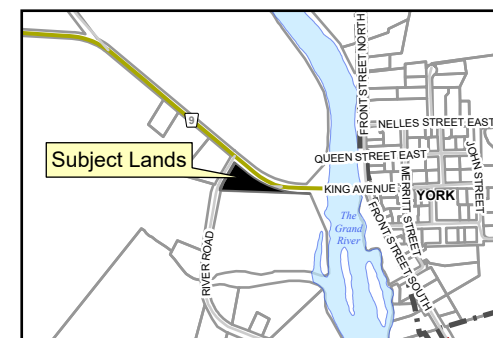 FRONT STREET NORTH
9
NELLES STREET EAST
Subject Lands
QUEEN STREET EAST
JOHN STREET
KING AVENUE
MERRITT STREET
YORK
The
Grand
River
RIVER ROAD
FRONT STREET SOUTH